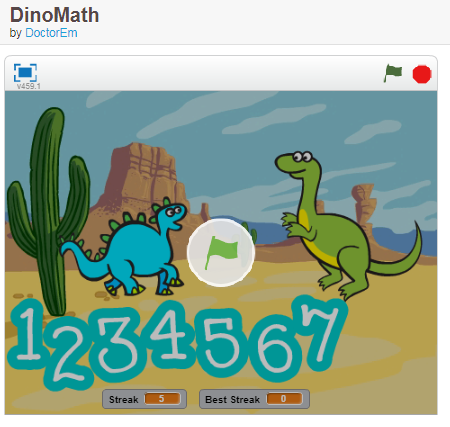 DinoMath
by DoctorEm
v459.1
1234567
Streak 5 Best Streak 0